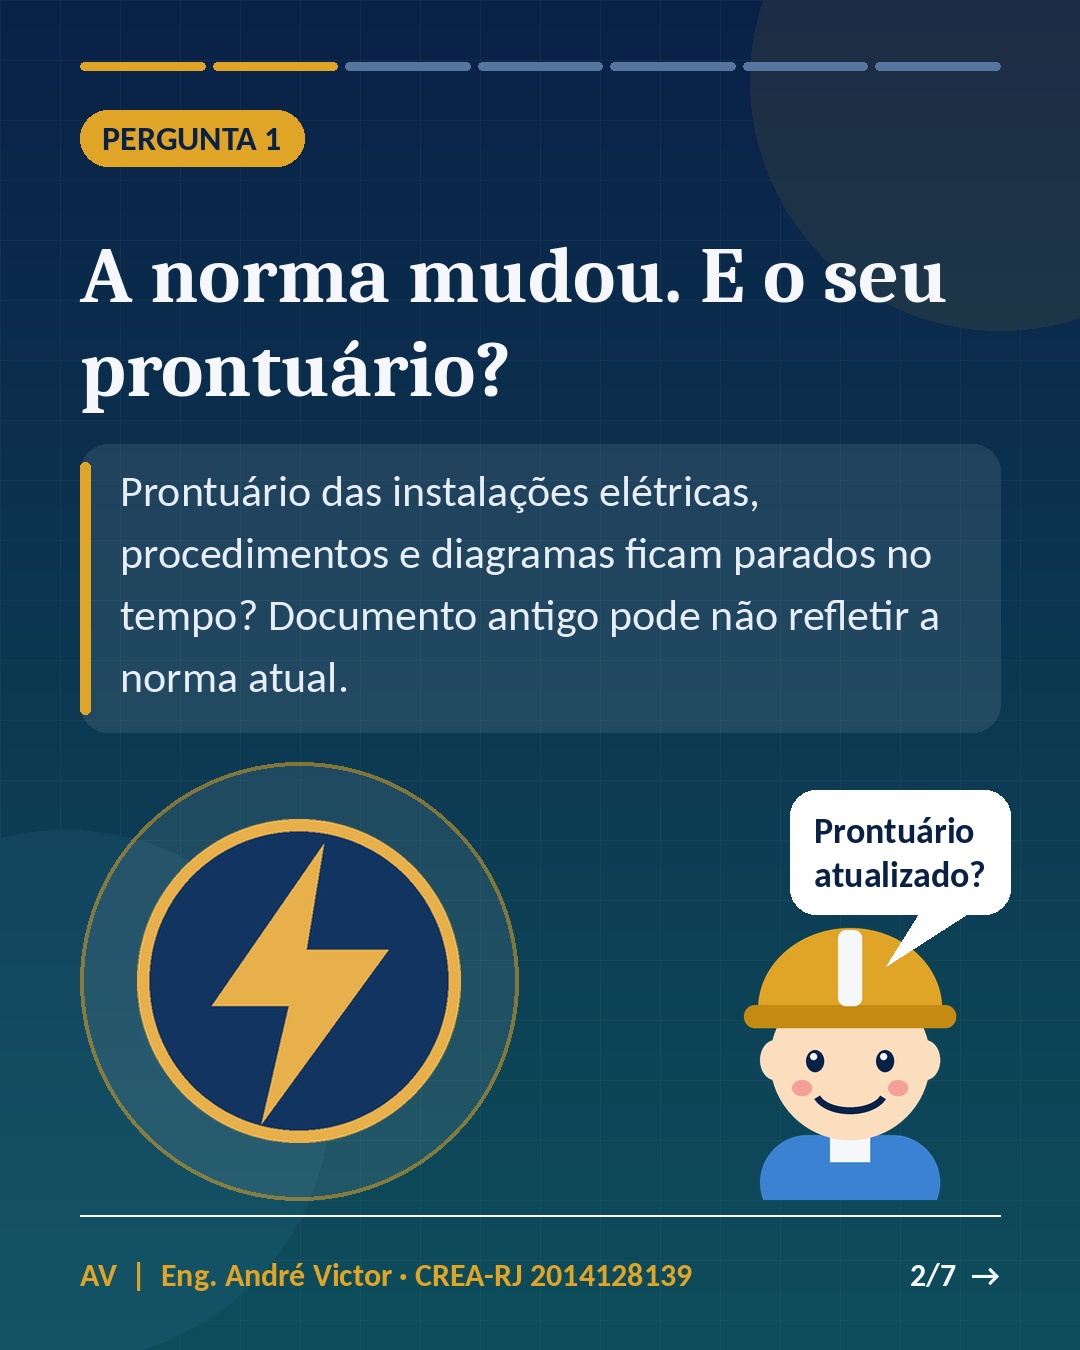 PERGUNTA 1
A norma mudou. E o seu
prontuário?
Prontuário das instalações elétricas,
procedimentos e diagramas ficam parados no
tempo? Documento antigo pode não refletir a
norma atual.
Prontuário
atualizado?
AV | Eng. André Victor · CREA-RJ 2014128139
2/7 →